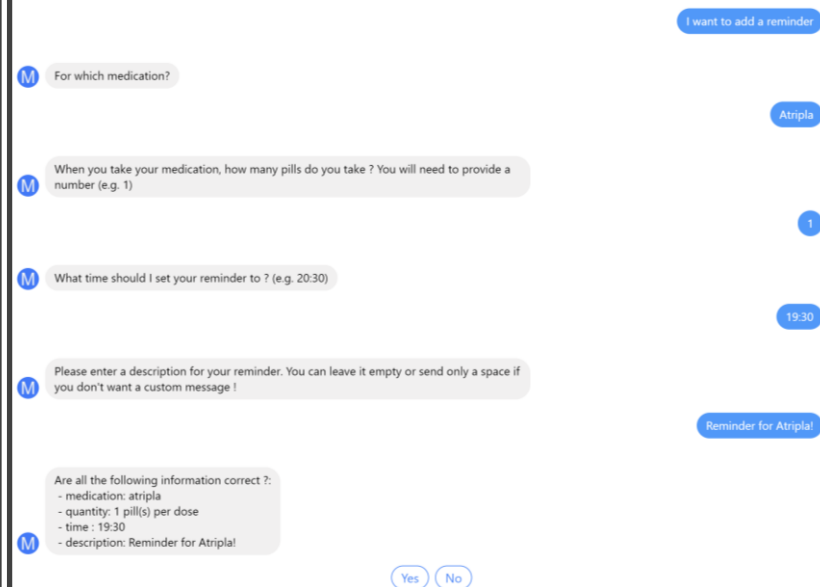 I want to add a reminder
M For which medication?
Atripla
When you take your medication, how many pills do you take ? You will need to provide a
M number (e.g. 1)
1
M What time should I set your reminder to ? (e.g. 20:30)
19:30
Please enter a description for your reminder. You can leave it empty or send only a space if
M you don't want a custom message !
Reminder for Atripla!
Are all the following information correct ?:
- medication: atripla
- quantity: 1 pill(s) per dose
- time : 19:30
M - description: Reminder for Atripla!
Yes No